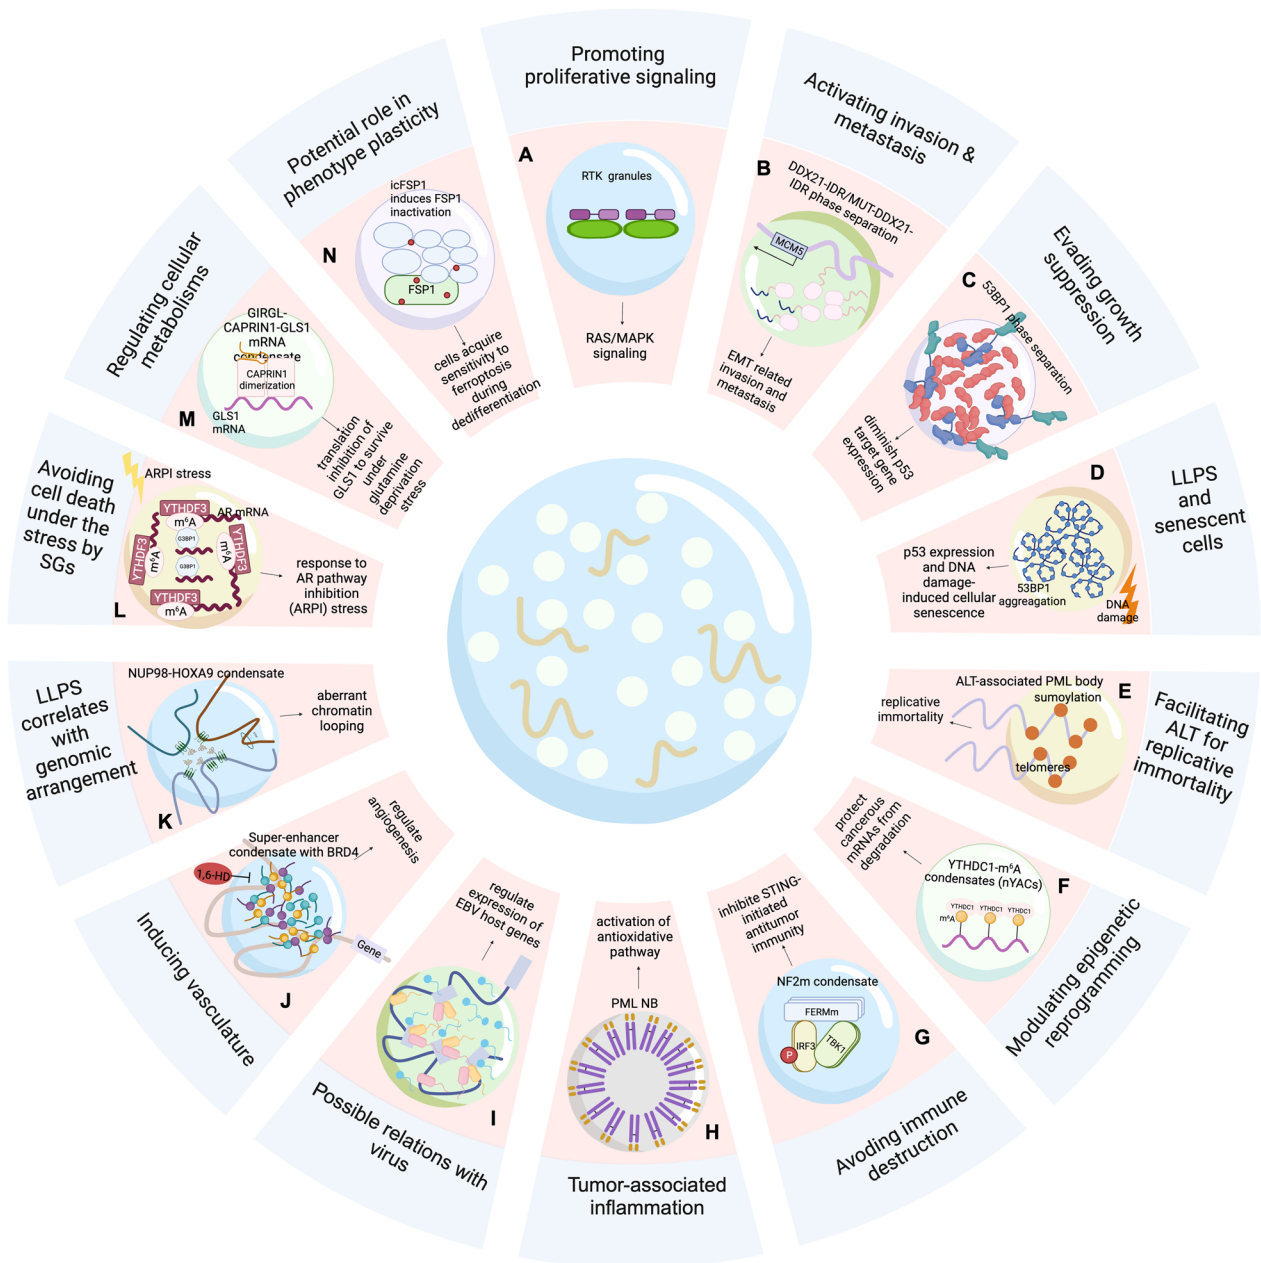 Promoting
proliferative signaling
A
RTK granules
RAS/MAPK
signaling
Activating invasion &
metastasis
B
DDX21-IDR/MUT-DDX21-
IDR phase separation
MCM5
EMT related
invasion and
metastasis
Evading growth
suppression
C
53BP1 phase separation
diminish p53
target gene
expression
LLPS
and
senescent
cells
D
p53 expression
and DNA
damage-
induced cellular
senescence
53BP1
aggreagation
DNA
damage
Facilitating
ALT for
replicative
immortality
E
ALT-associated PML body
sumoylation
replicative
immortality
telomeres
Modulating epigenetic
reprogramming
F
protect
cancerous
mRNAs from
degradation
YTHDC1-m⁶A
condensates (nYACs)
YTHDC1
YTHDC1
YTHDC1
m⁶A
Avoding immune
destruction
G
inhibite STING-
initiated
antitumor
immunity
NF2m condensate
FERMm
IRF3
TBK1
P
Tumor-associated
inflammation
H
activation of
antioxidative
pathway
PML NB
Possible relations with
virus
I
regulate
expression of
EBV host genes
Inducing vasculature
J
Super-enhancer
condensate with BRD4
1,6-HD
Gene
regulate
angiogenesis
LLPS
correlates
with
genomic
arrangement
K
NUP98-HOXA9 condensate
aberrant
chromatin
looping
Avoiding
cell death
under the
stress by
SGs
L
ARPI stress
YTHDF3
m⁶A
AR mRNA
G3BP1
G3BP1
YTHDF3
m⁶A
YTHDF3
m⁶A
YTHDF3
m⁶A
response to
AR pathway
inhibition
(ARPI) stress
Regulating cellular
metabolisms
M
GIRGL-
CAPRIN1-GLS1
mRNA
condensate
CAPRIN1
dimerization
GLS1
mRNA
translation
inhibition of
GLS1 to survive
under
glutamine
deprivation
stress
Potential role in
phenotype plasticity
N
icFSP1
induces FSP1
inactivation
FSP1
cells acquire
sensitivity to
ferroptosis
during
dedifferentiation